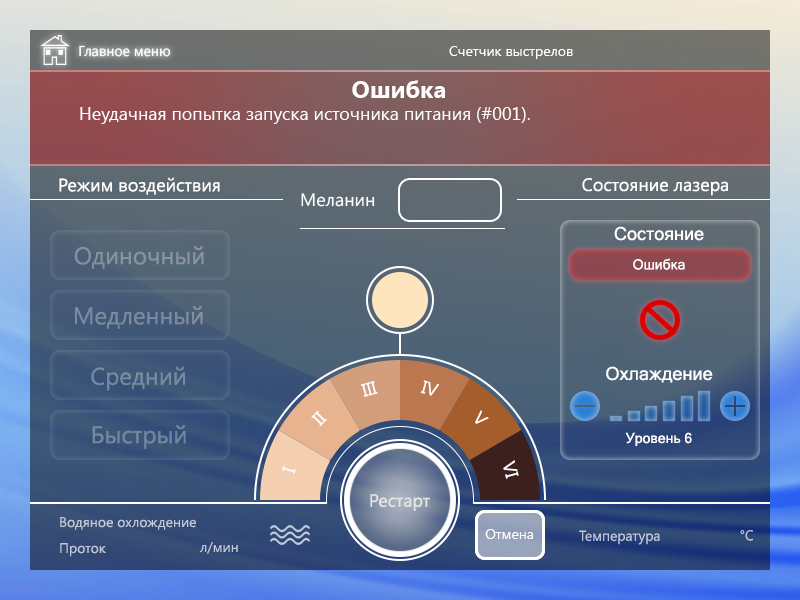 Главное меню
Счетчик выстрелов
Ошибка
Неудачная попытка запуска источника питания (#001).
Режим воздействия
Меланин
Состояние лазера
Одиночный
Медленный
Средний
Быстрый
I
II
III
IV
V
VI
Рестарт
Состояние
Ошибка
Охлаждение
Уровень 6
Водяное охлождение
Проток
л/мин
Отмена
Температура
°C